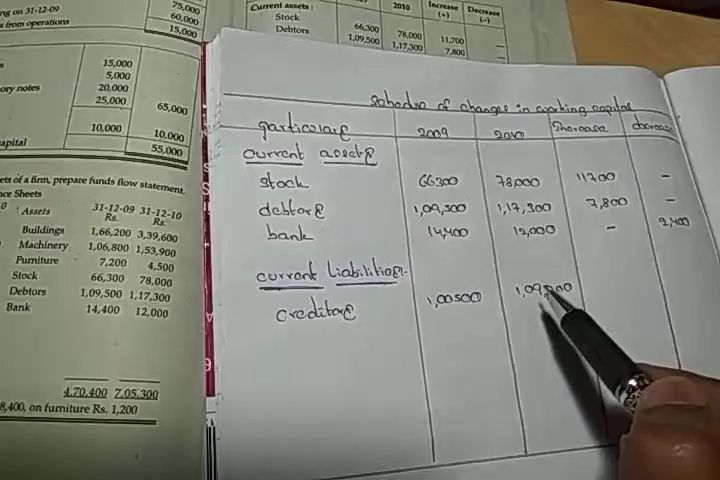 ng on 31-12-09
75,000
s from operations
60,000
15,000
15,000
5,000
ory notes 20,000
25,000 65,000
10,000 10,000
apital 55,000
ets of a firm, prepare funds flow statement.
ce Sheets
0 Assets 31-12-09 31-12-10
Rs. Rs.
Buildings 1,66,200 3,39,600
Machinery 1,06,800 1,53,900
Furniture 7,200 4,500
Stock 66,300 78,000
Debtors 1,09,500 1,17,300
Bank 14,400 12,000
4,70,400 7,05,300
8,400, on furniture Rs. 1,200
2010 Increase Decrease
(+) (–)
Current assets :
Stock 66,300 78,000 11,700 —
Debtors 1,09,500 1,17,300 7,800 —
of changes in working capital
particulars 2009 2010 Increase decrease
current assets
stock 66300 78,000 11700 -
debtors 1,09,500 1,17,300 7,800 -
bank 14,400 12,000 - 2,400
current liabilities
creditors 1,00500